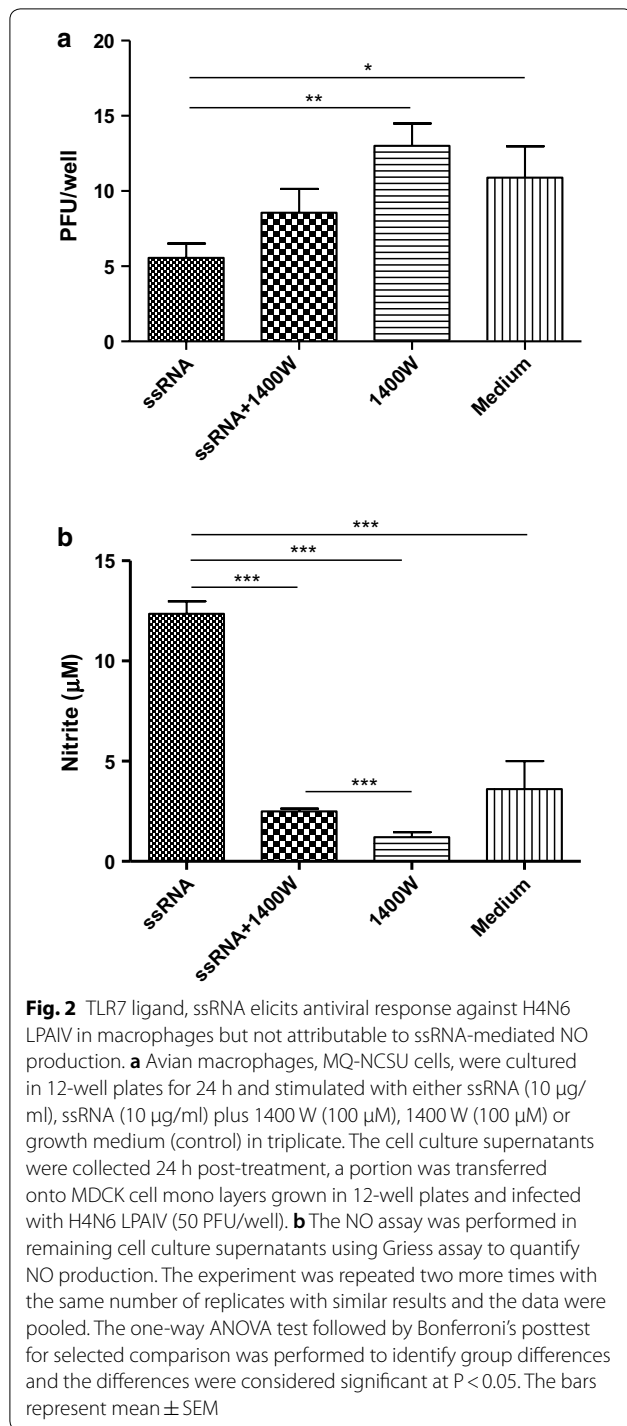 a
20
15
10
5
0
PFU/well
*
**
ssRNA
ssRNA+1400W
1400W
Medium
b
15
10
5
0
Nitrite (μM)
***
***
***
***
ssRNA
ssRNA+1400W
1400W
Medium
Fig. 2 TLR7 ligand, ssRNA elicits antiviral response against H4N6
LPAIV in macrophages but not attributable to ssRNA-mediated NO
production. a Avian macrophages, MQ-NCSU cells, were cultured
in 12-well plates for 24 h and stimulated with either ssRNA (10 μg/
ml), ssRNA (10 μg/ml) plus 1400 W (100 μM), 1400 W (100 μM) or
growth medium (control) in triplicate. The cell culture supernatants
were collected 24 h post-treatment, a portion was transferred
onto MDCK cell mono layers grown in 12-well plates and infected
with H4N6 LPAIV (50 PFU/well). b The NO assay was performed in
remaining cell culture supernatants using Griess assay to quantify
NO production. The experiment was repeated two more times with
the same number of replicates with similar results and the data were
pooled. The one-way ANOVA test followed by Bonferroni's posttest
for selected comparison was performed to identify group differences
and the differences were considered significant at P < 0.05. The bars
represent mean ± SEM